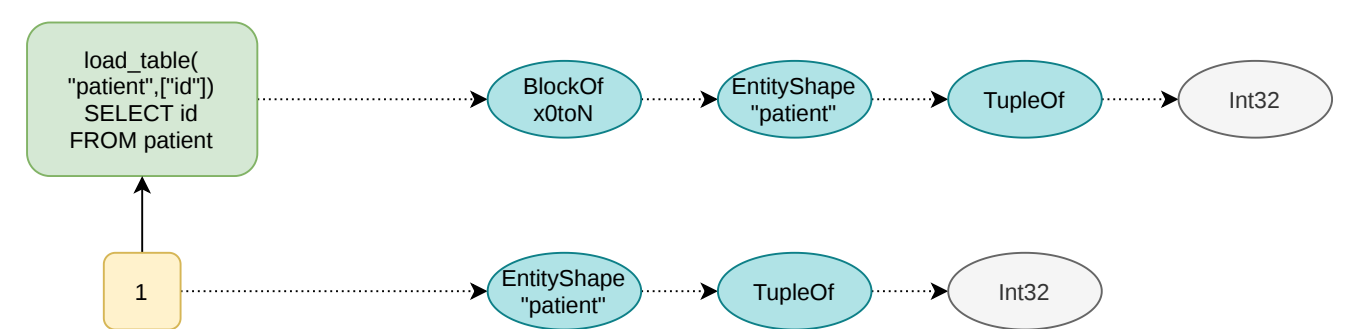 load_table(
"patient",["id"])
SELECT id
FROM patient
BlockOf
x0toN
EntityShape
"patient"
TupleOf
Int32
1
EntityShape
"patient"
TupleOf
Int32